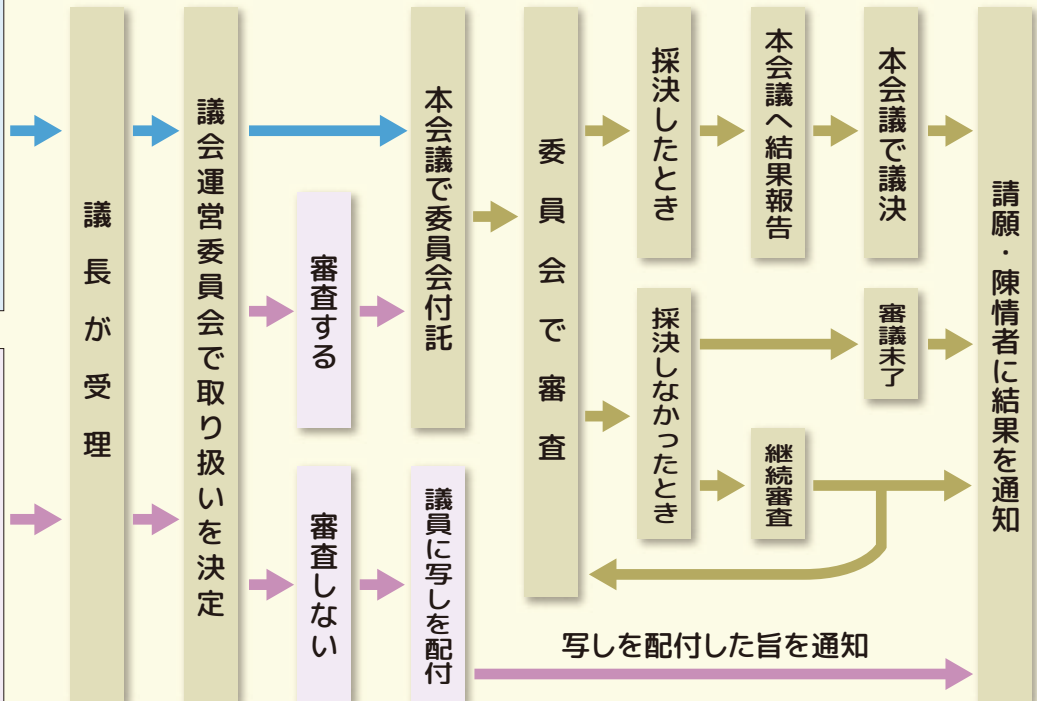 議長が受理
議会運営委員会で取り扱いを決定
審査する
審査しない
本会議で委員会付託
議員に写しを配付
委員会で審査
採決したとき
本会議へ結果報告
本会議で議決
採決しなかったとき
審議未了
継続審査
写しを配付した旨を通知
請願・陳情者に結果を通知